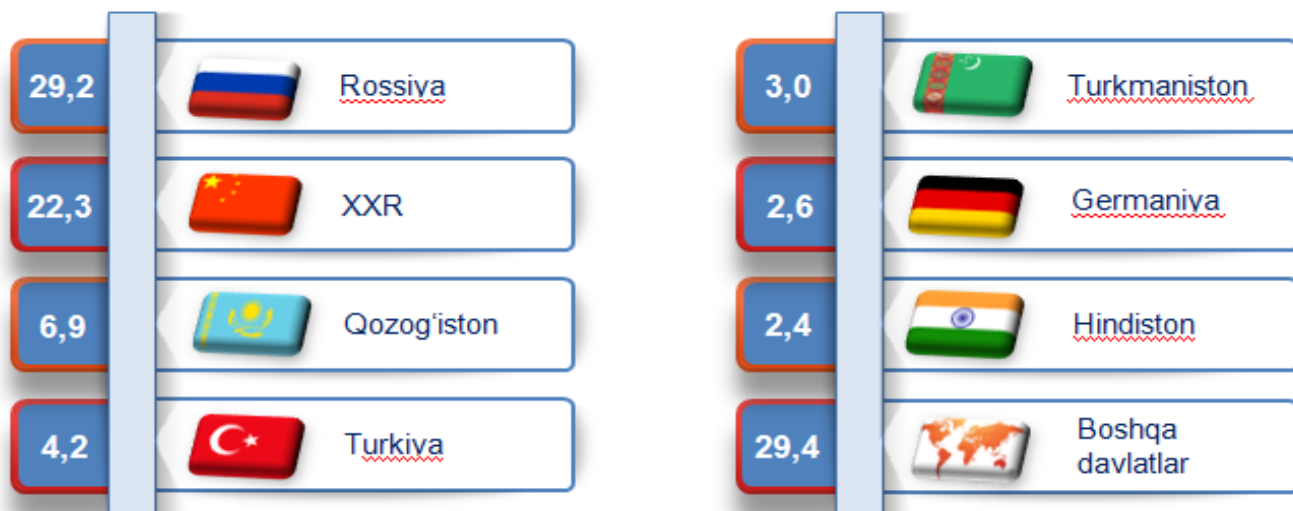 29,2 Rossiya
22,3 XXR
6,9 Qozog‘iston
4,2 Turkiya
3,0 Turkmaniston
2,6 Germaniya
2,4 Hindiston
29,4 Boshqa
davlatlar